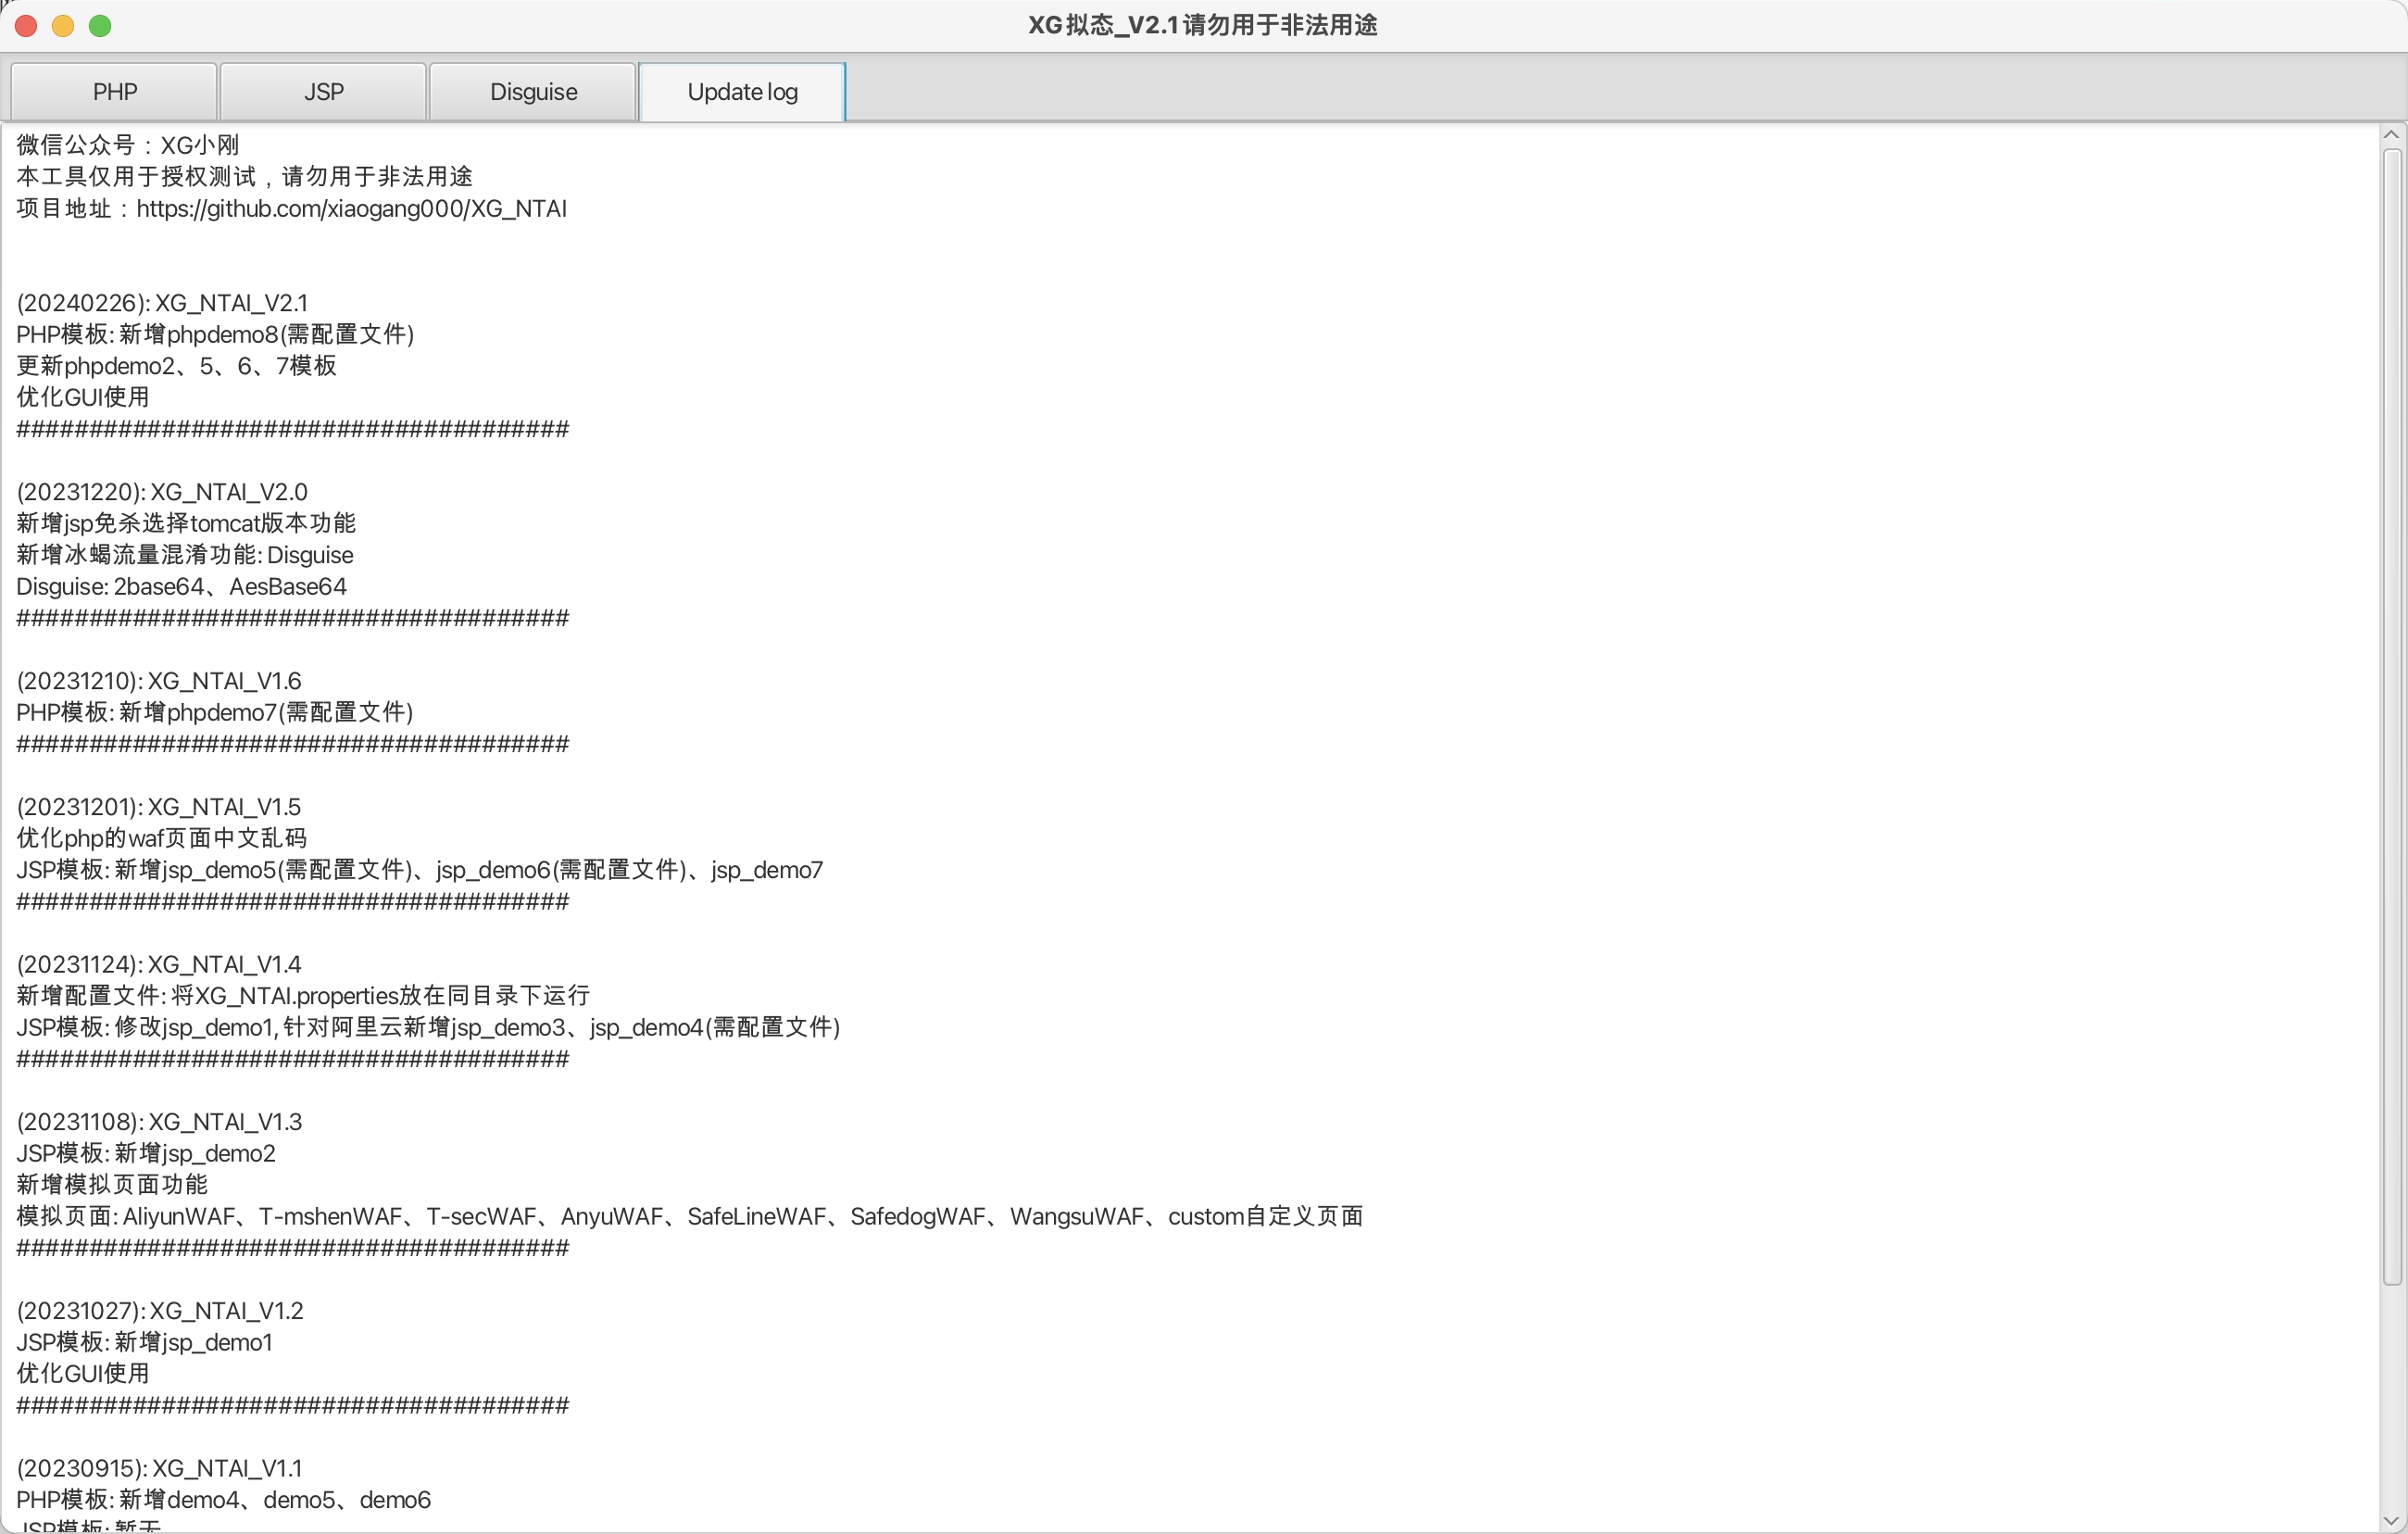 XG拟态_V2.1请勿用于非法用途
PHP
JSP
Disguise
Update log
微信公众号：XG小刚
本工具仅用于授权测试，请勿用于非法用途
项目地址：https://github.com/xiaogang000/XG_NTAI
(20240226): XG_NTAI_V2.1
PHP模板: 新增phpdemo8(需配置文件)
更新phpdemo2、5、6、7模板
优化GUI使用
######################################
(20231220): XG_NTAI_V2.0
新增jsp免杀选择tomcat版本功能
新增冰蝎流量混淆功能: Disguise
Disguise: 2base64、AesBase64
######################################
(20231210): XG_NTAI_V1.6
PHP模板: 新增phpdemo7(需配置文件)
######################################
(20231201): XG_NTAI_V1.5
优化php的waf页面中文乱码
JSP模板: 新增jsp_demo5(需配置文件)、jsp_demo6(需配置文件)、jsp_demo7
######################################
(20231124): XG_NTAI_V1.4
新增配置文件: 将XG_NTAI.properties放在同目录下运行
JSP模板: 修改jsp_demo1,针对阿里云新增jsp_demo3、jsp_demo4(需配置文件)
######################################
(20231108): XG_NTAI_V1.3
JSP模板: 新增jsp_demo2
新增模拟页面功能
模拟页面: AliyunWAF、T-mshenWAF、T-secWAF、AnyuWAF、SafeLineWAF、SafedogWAF、WangsuWAF、custom自定义页面
######################################
(20231027): XG_NTAI_V1.2
JSP模板: 新增jsp_demo1
优化GUI使用
######################################
(20230915): XG_NTAI_V1.1
PHP模板: 新增demo4、demo5、demo6
JSP模板: 暂无